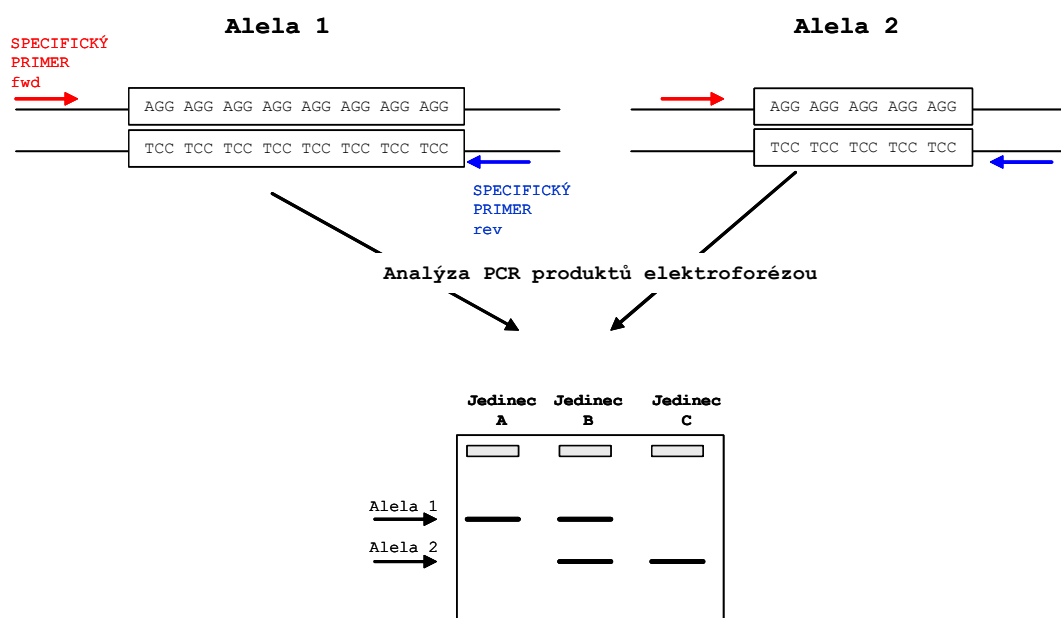 Alela 1
Alela 2
SPECIFICKÝ
PRIMER
fwd
AGG AGG AGG AGG AGG AGG AGG AGG
AGG AGG AGG AGG AGG
TCC TCC TCC TCC TCC TCC TCC TCC
TCC TCC TCC TCC TCC
SPECIFICKÝ
PRIMER
rev
Analýza PCR produktů elektroforézou
Jedinec Jedinec Jedinec
A B C
Alela 1
Alela 2